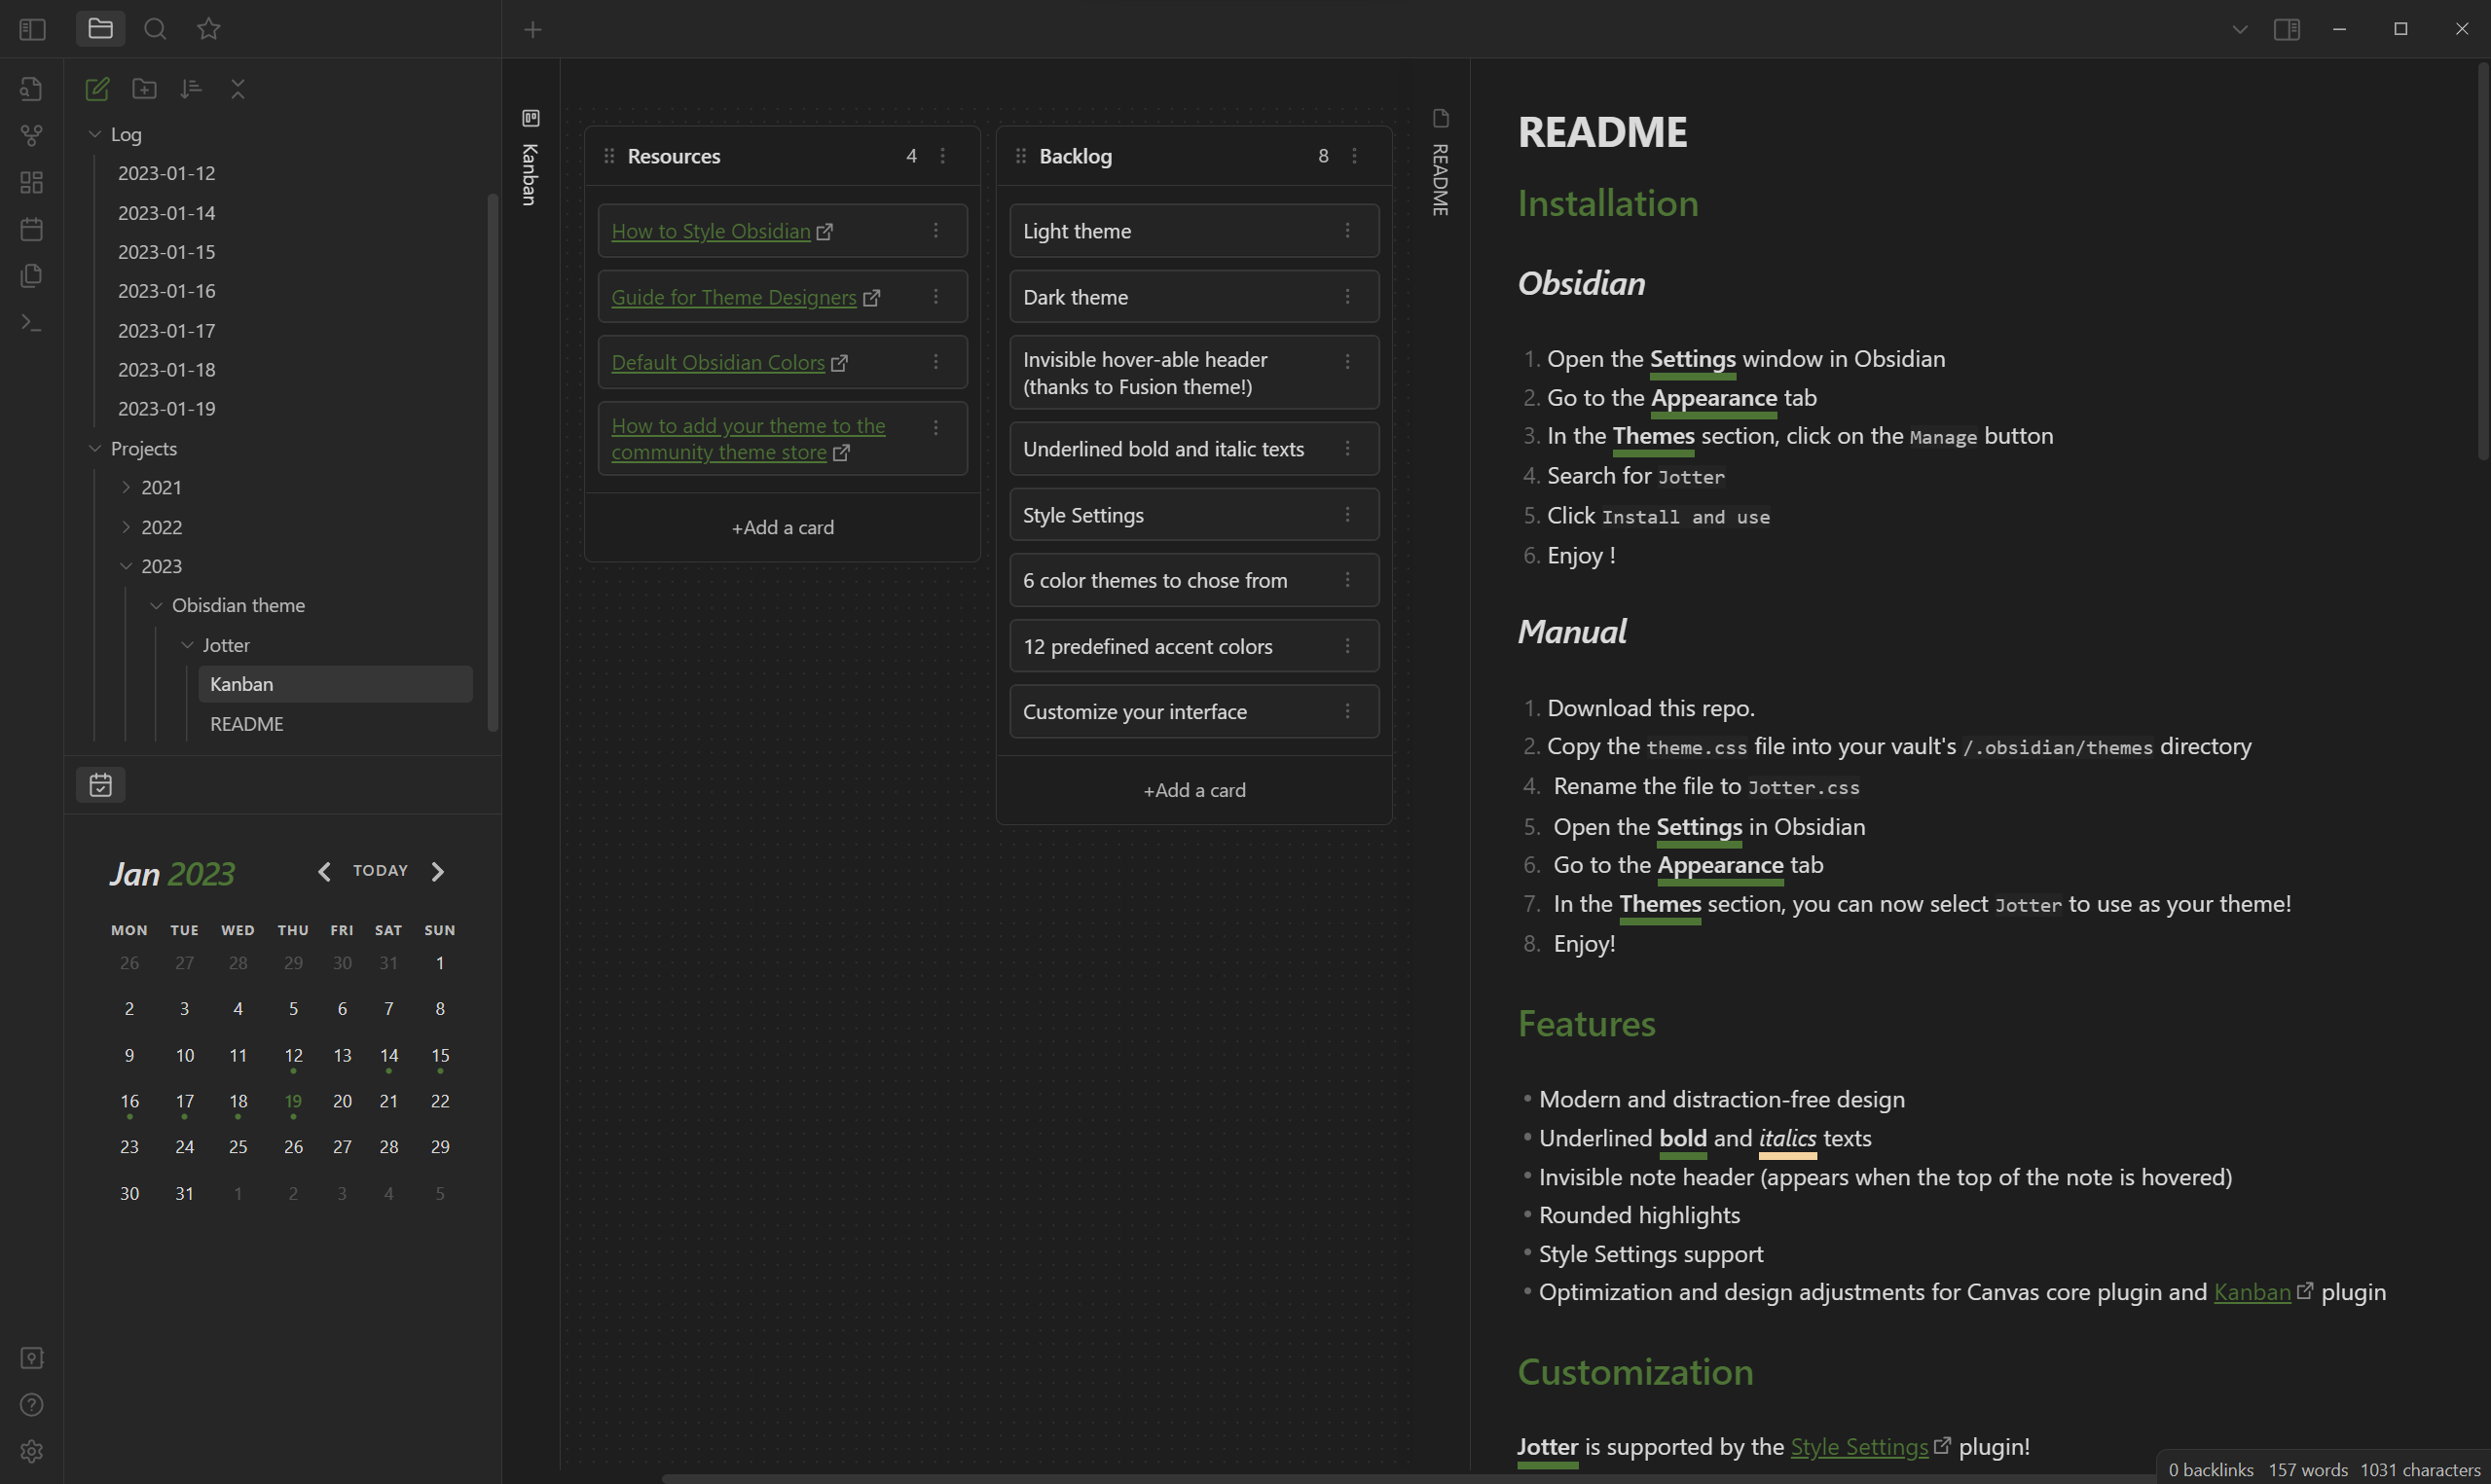 Log
2023-01-12
2023-01-14
2023-01-15
2023-01-16
2023-01-17
2023-01-18
2023-01-19
Projects
2021
2022
2023
Obisdian theme
Jotter
Kanban
README
Jan 2023
TODAY
MON TUE WED THU FRI SAT SUN
26 27 28 29 30 31 1
2 3 4 5 6 7 8
9 10 11 12 13 14 15
16 17 18 19 20 21 22
23 24 25 26 27 28 29
30 31 1 2 3 4 5
Kanban
Resources 4
How to Style Obsidian
Guide for Theme Designers
Default Obsidian Colors
How to add your theme to the
community theme store
+Add a card
Backlog 8
Light theme
Dark theme
Invisible hover-able header
(thanks to Fusion theme!)
Underlined bold and italic texts
Style Settings
6 color themes to chose from
12 predefined accent colors
Customize your interface
+Add a card
README
README
Installation
Obsidian
1. Open the Settings window in Obsidian
2. Go to the Appearance tab
3. In the Themes section, click on the Manage button
4. Search for Jotter
5. Click Install and use
6. Enjoy !
Manual
1. Download this repo.
2. Copy the theme.css file into your vault's /.obsidian/themes directory
4. Rename the file to Jotter.css
5. Open the Settings in Obsidian
6. Go to the Appearance tab
7. In the Themes section, you can now select Jotter to use as your theme!
8. Enjoy!
Features
• Modern and distraction-free design
• Underlined bold and italics texts
• Invisible note header (appears when the top of the note is hovered)
• Rounded highlights
• Style Settings support
• Optimization and design adjustments for Canvas core plugin and Kanban plugin
Customization
Jotter is supported by the Style Settings plugin!
0 backlinks 157 words 1031 characters